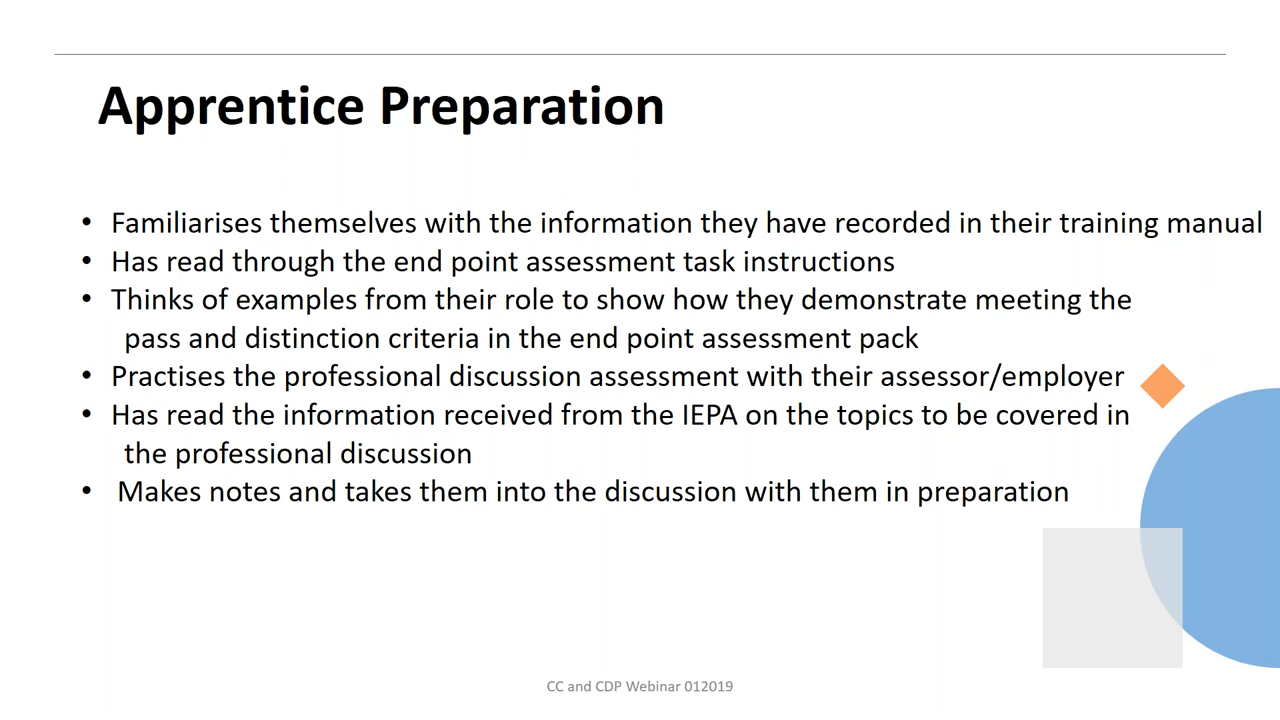 Apprentice Preparation
• Familiarises themselves with the information they have recorded in their training manual
• Has read through the end point assessment task instructions
• Thinks of examples from their role to show how they demonstrate meeting the
pass and distinction criteria in the end point assessment pack
• Practises the professional discussion assessment with their assessor/employer
• Has read the information received from the IEPA on the topics to be covered in
the professional discussion
• Makes notes and takes them into the discussion with them in preparation
CC and CDP Webinar 012019